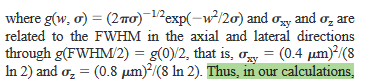 where g(w, σ) = (2πσ)⁻¹ᐟ²exp(−w²/2σ) and σxy and σz are
related to the FWHM in the axial and lateral directions
through g(FWHM/2) = g(0)/2, that is, σxy = (0.4 μm)²/(8
ln 2) and σz = (0.8 μm)²/(8 ln 2). Thus, in our calculations,